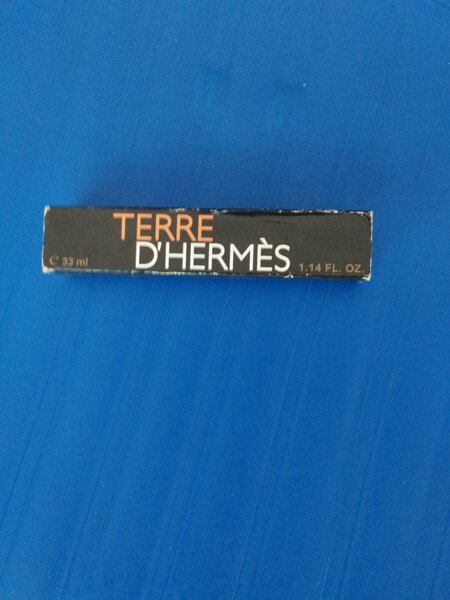 TERRE
D'HERMÈS
℮ 33 ml
1.14 FL. OZ.